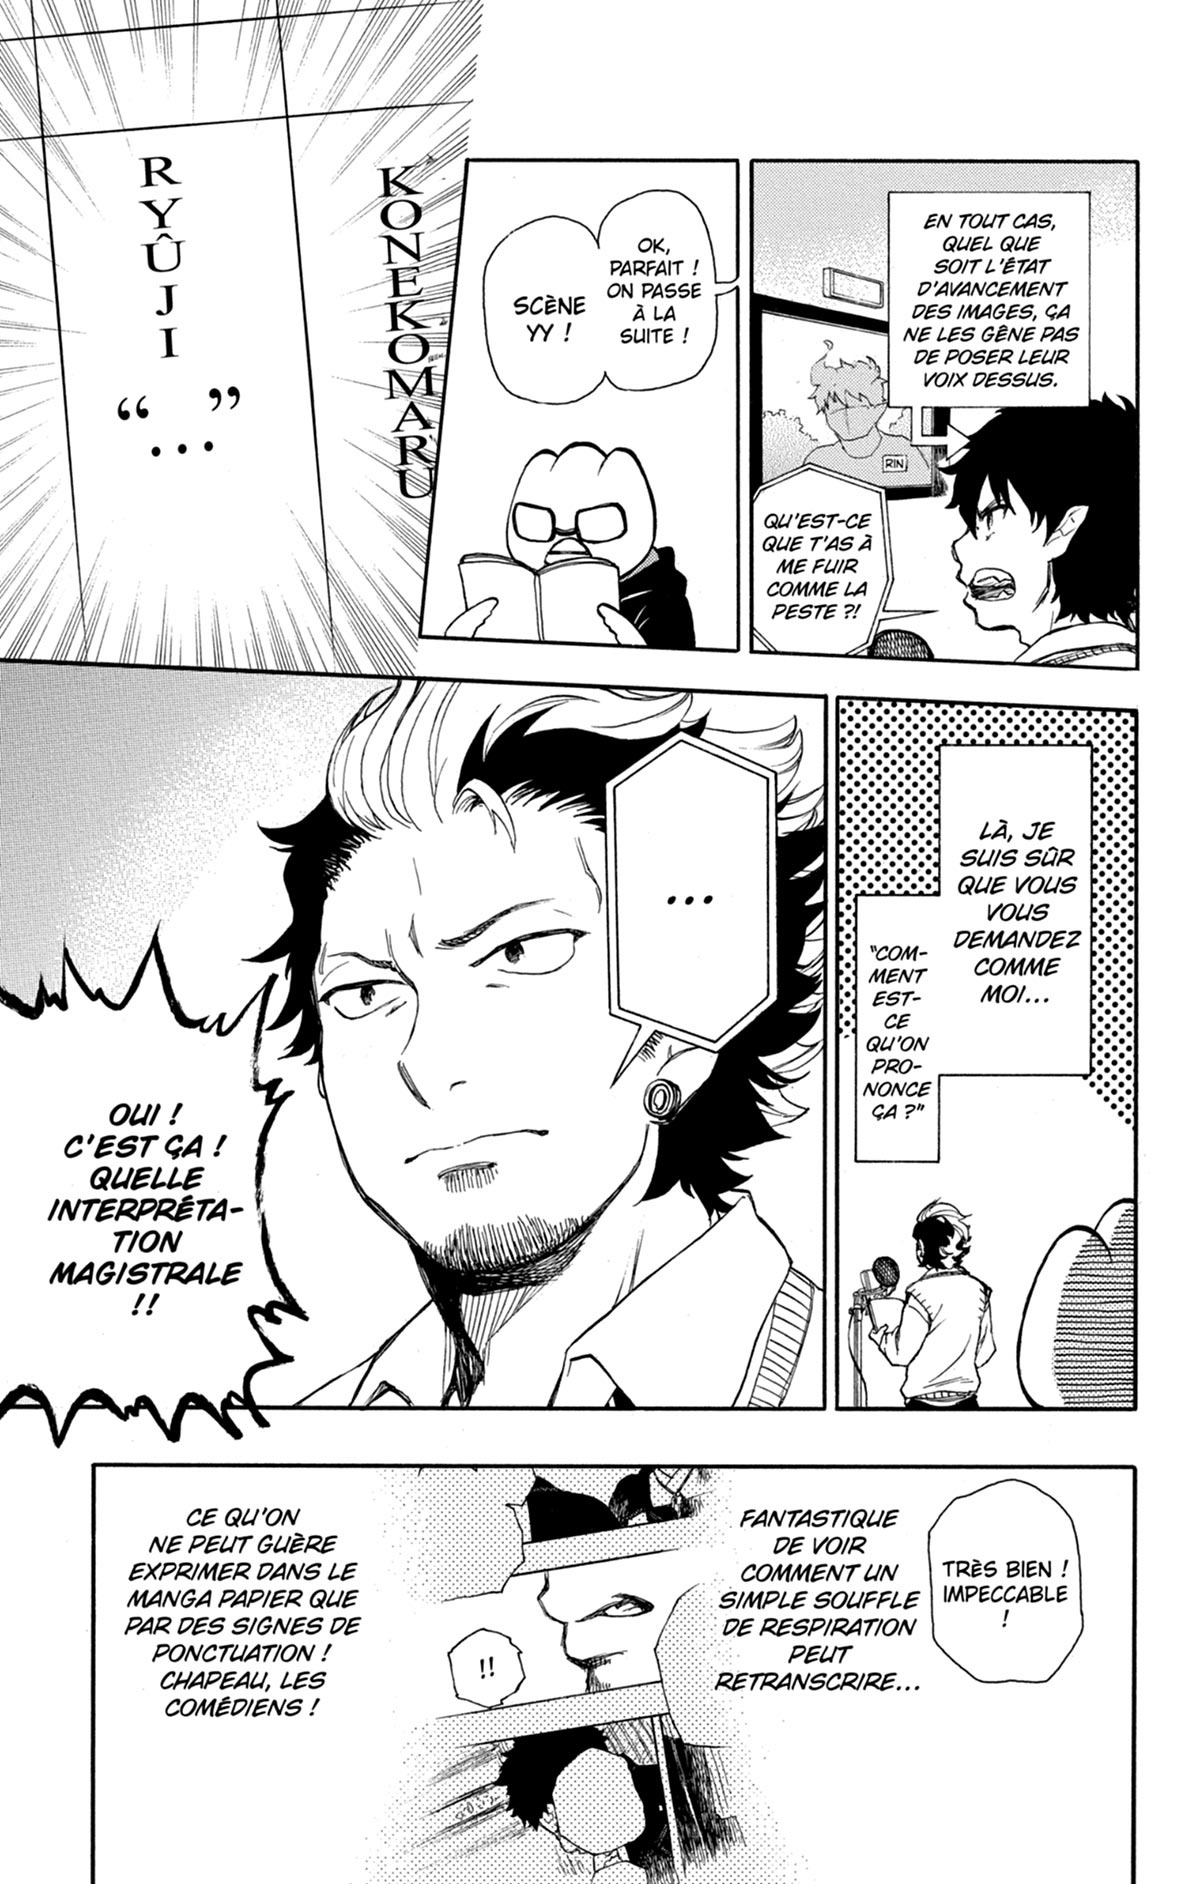 EN TOUT CAS,
QUEL QUE
SOIT L'ÉTAT
D'AVANCEMENT
DES IMAGES, ÇA
NE LES GÊNE PAS
DE POSER LEUR
VOIX DESSUS.
RIN
QU'EST-CE
QUE T'AS À
ME FUIR
COMME LA
PESTE ?!
OK,
PARFAIT !
ON PASSE
À LA
SUITE !
SCÈNE
YY !
KONEKOMARU
RYÛJI
“...”
LÀ, JE
SUIS SÛR
QUE VOUS
VOUS
DEMANDEZ
COMME
MOI...
“COM-
MENT
EST-
CE
QU'ON
PRO-
NONCE
ÇA ?”
...
OUI !
C'EST ÇA !
QUELLE
INTERPRÉTA-
TION
MAGISTRALE
!!
TRÈS BIEN !
IMPECCABLE
!
FANTASTIQUE
DE VOIR
COMMENT UN
SIMPLE SOUFFLE
DE RESPIRATION
PEUT
RETRANSCRIRE...
!!
CE QU'ON
NE PEUT GUÈRE
EXPRIMER DANS LE
MANGA PAPIER QUE
PAR DES SIGNES DE
PONCTUATION !
CHAPEAU, LES
COMÉDIENS !